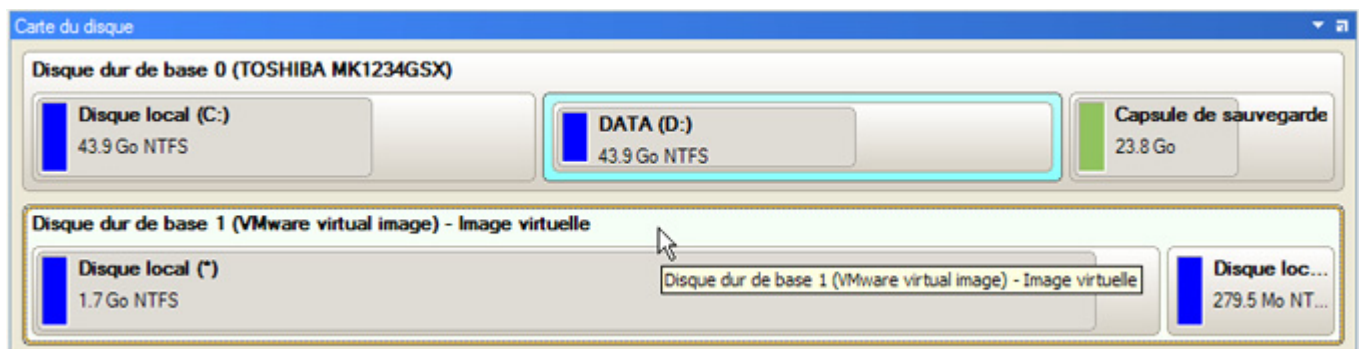 Carte du disque
Disque dur de base 0 (TOSHIBA MK1234GSX)
Disque local (C:)
43.9 Go NTFS
DATA (D:)
43.9 Go NTFS
Capsule de sauvegarde
23.8 Go
Disque dur de base 1 (VMware virtual image) - Image virtuelle
Disque local (*)
1.7 Go NTFS
Disque dur de base 1 (VMware virtual image) - Image virtuelle
Disque loc...
279.5 Mo NT...